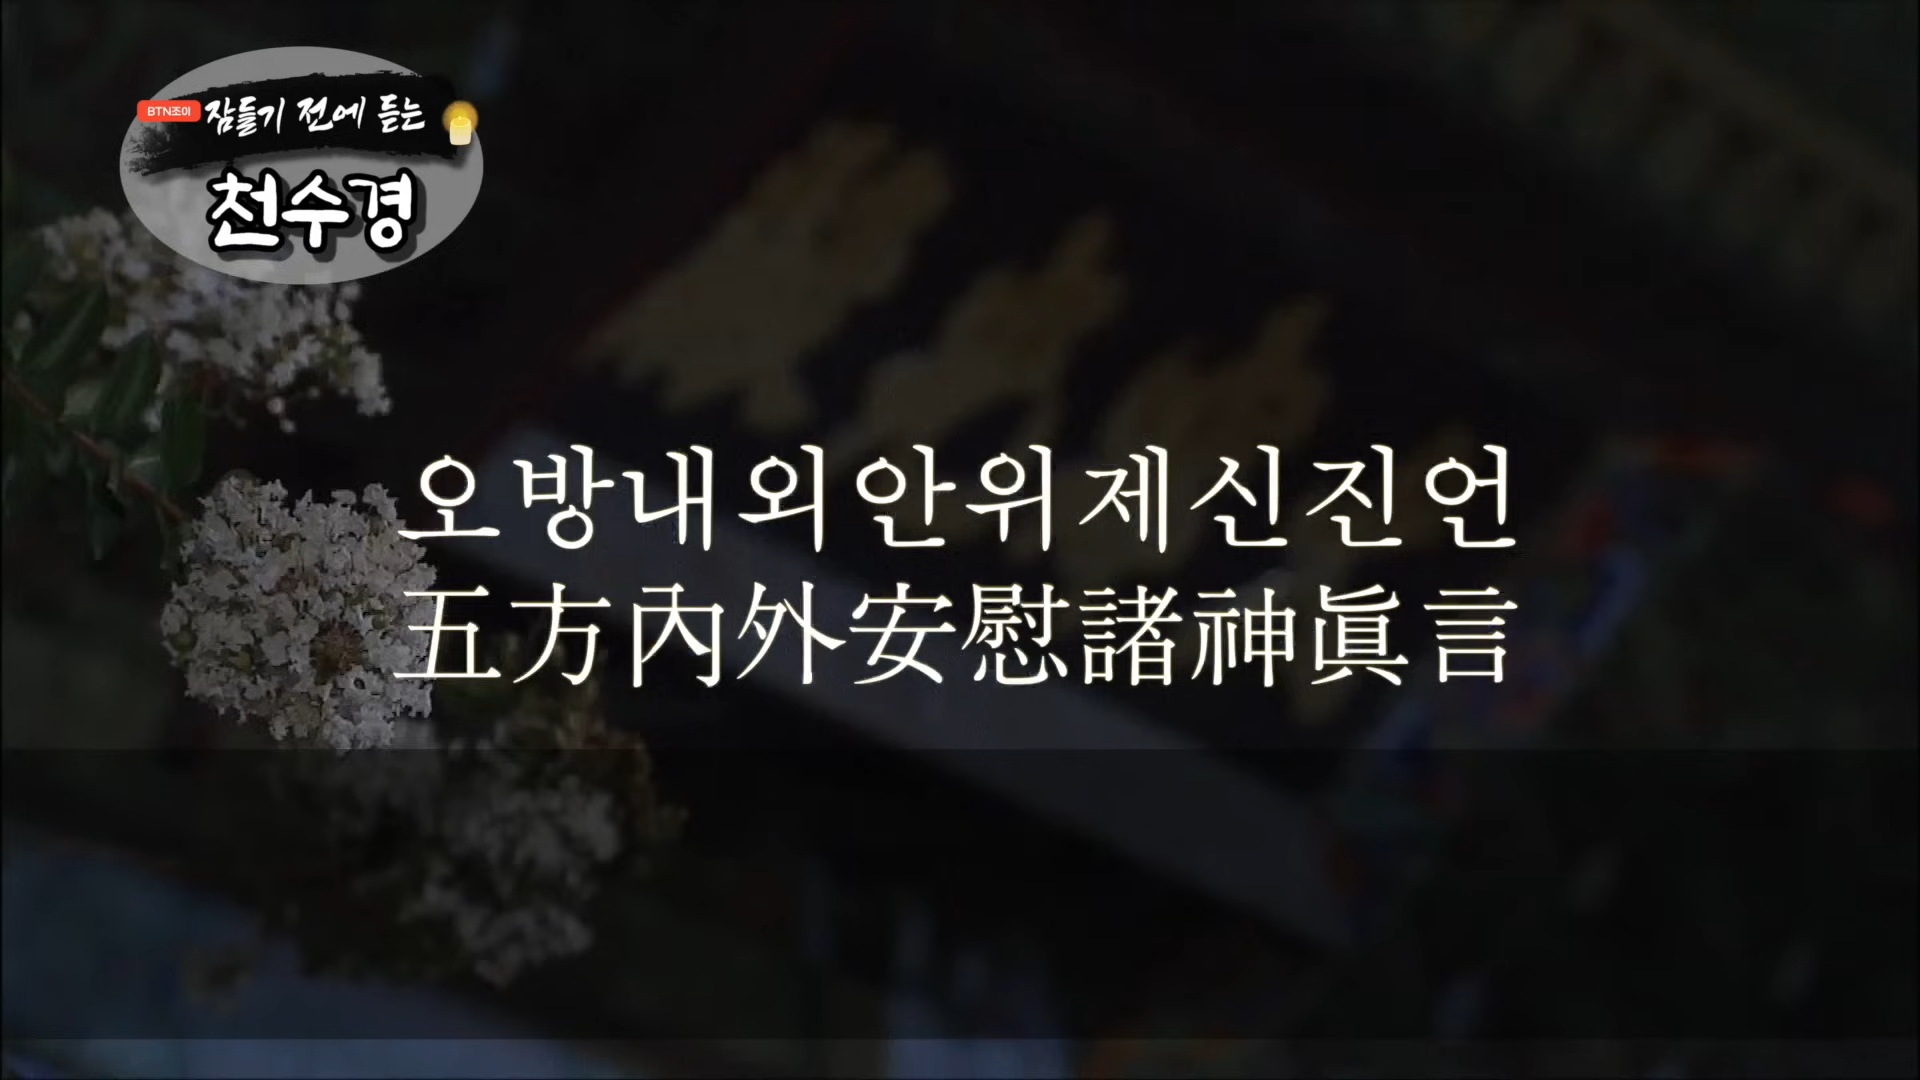 BTN조이
잠들기 전에 듣는
천수경
오방내외안위제신진언
五方內外安慰諸神眞言